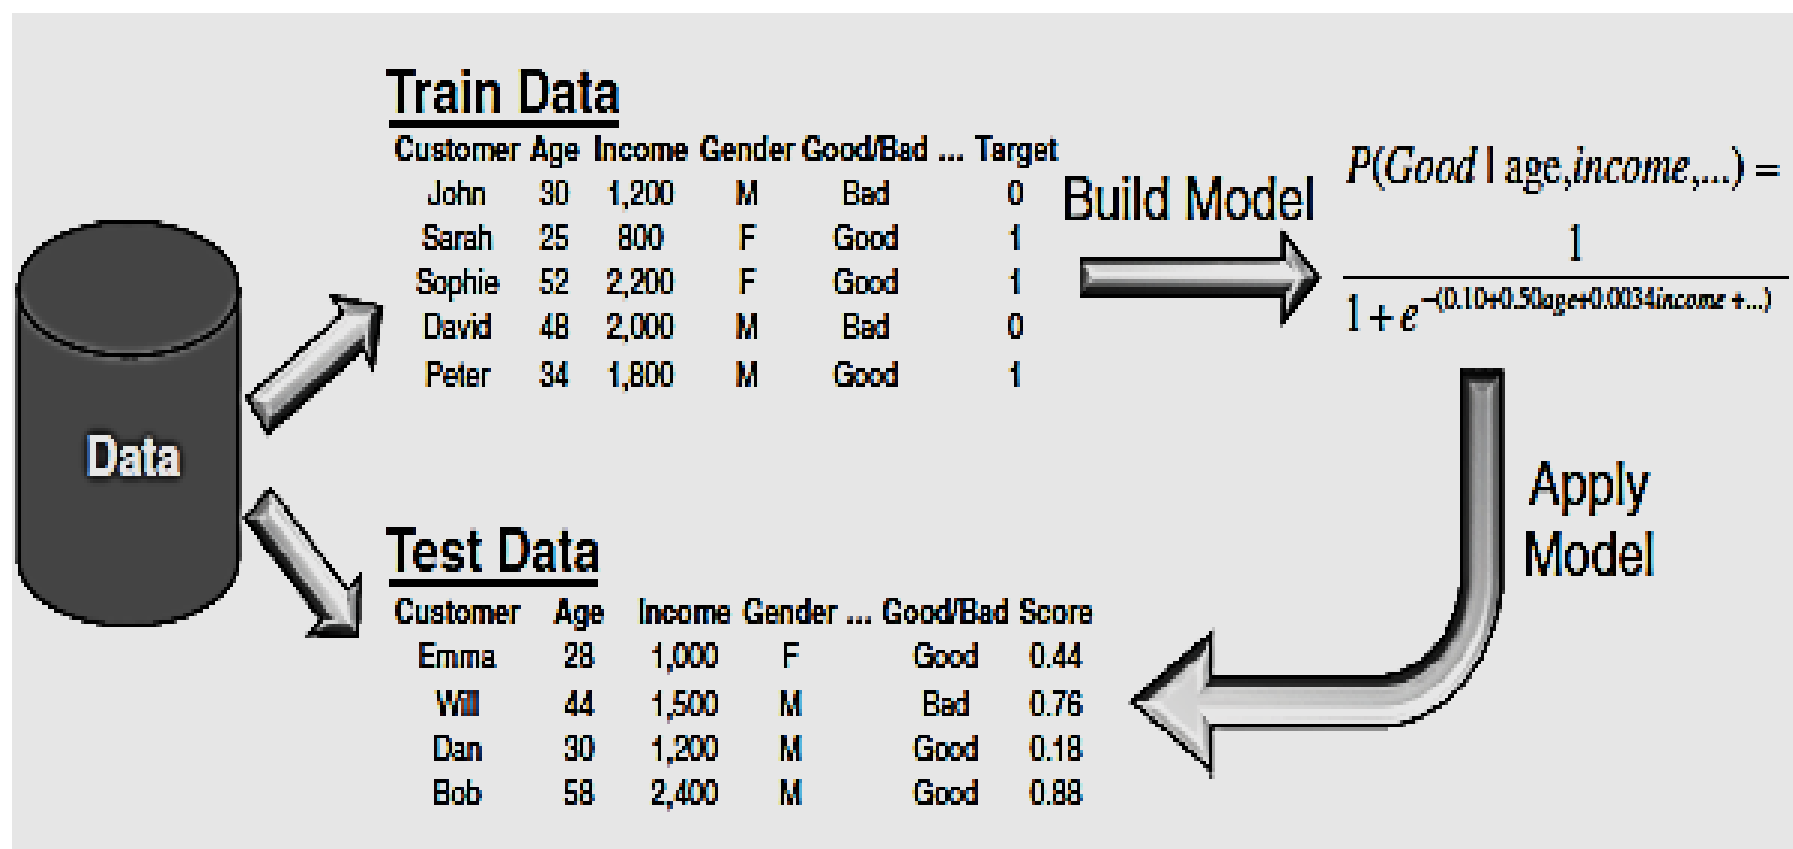 Train Data
Customer Age Income Gender Good/Bad ... Target
John 30 1,200 M Bad 0
Sarah 25 800 F Good 1
Sophie 52 2,200 F Good 1
David 48 2,000 M Bad 0
Peter 34 1,800 M Good 1
Build Model
P(Good | age,income,...) =
1
1 + e^-(0.10+0.50age+0.0034income +...)
Data
Apply
Model
Test Data
Customer Age Income Gender ... Good/Bad Score
Emma 28 1,000 F Good 0.44
Will 44 1,500 M Bad 0.76
Dan 30 1,200 M Good 0.18
Bob 58 2,400 M Good 0.88